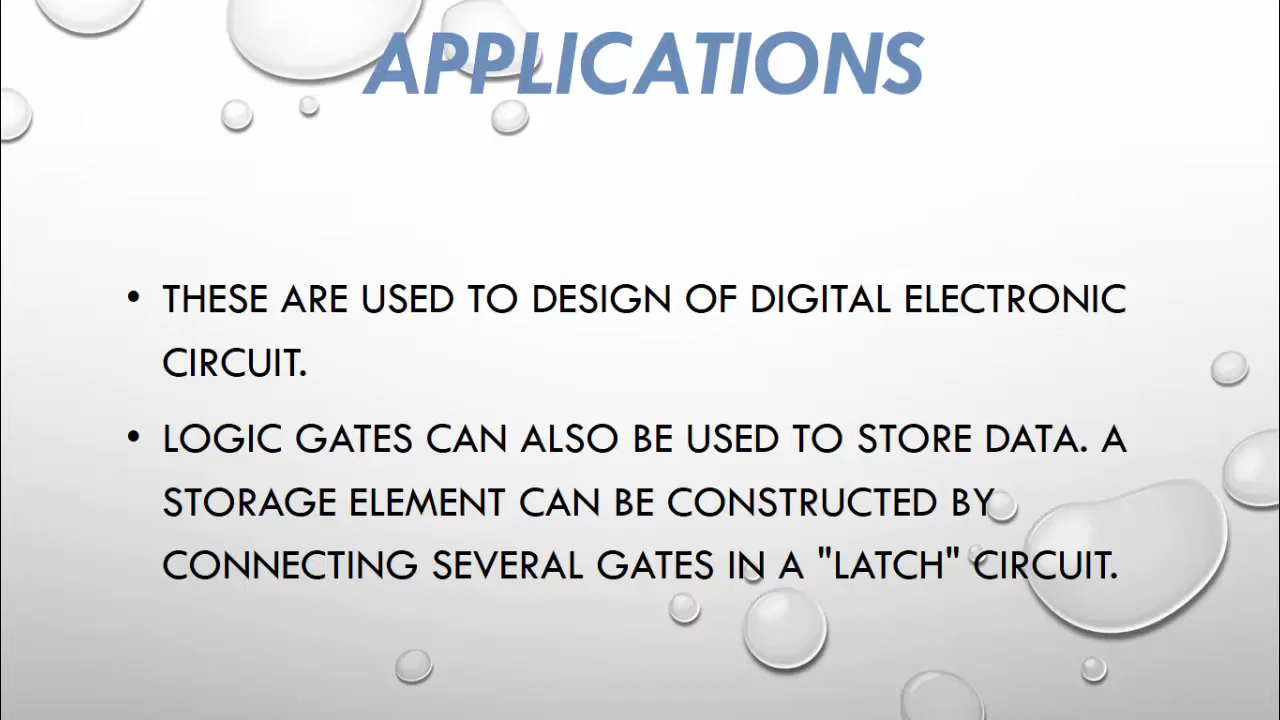 APPLICATIONS
• THESE ARE USED TO DESIGN OF DIGITAL ELECTRONIC
CIRCUIT.
• LOGIC GATES CAN ALSO BE USED TO STORE DATA. A
STORAGE ELEMENT CAN BE CONSTRUCTED BY
CONNECTING SEVERAL GATES IN A "LATCH" CIRCUIT.